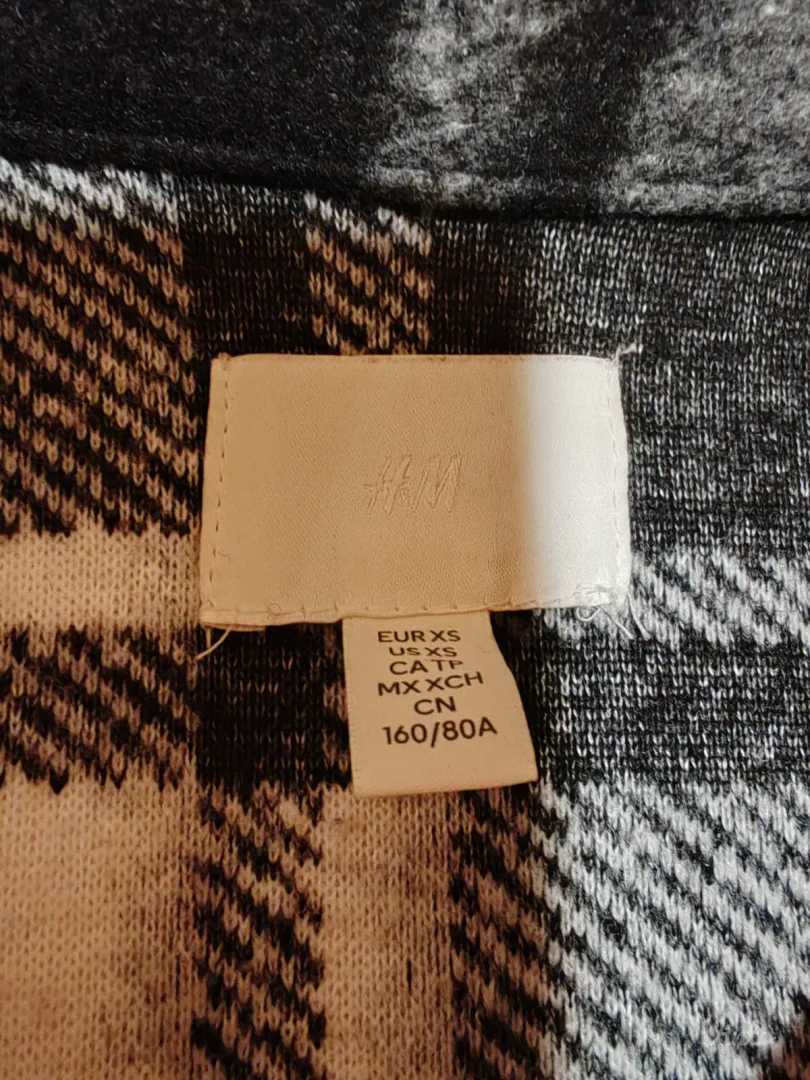 H&M
EUR XS
US XS
CA TP
MX XCH
CN
160/80A